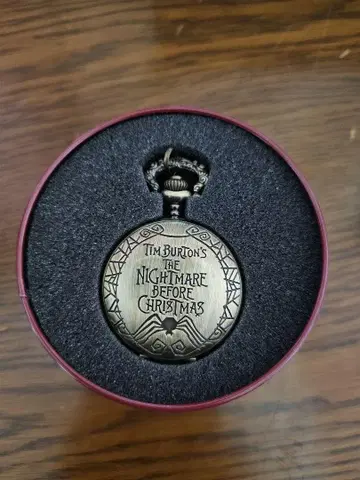 TIM BURTON'S
THE
NIGHTMARE
BEFORE
CHRISTMAS